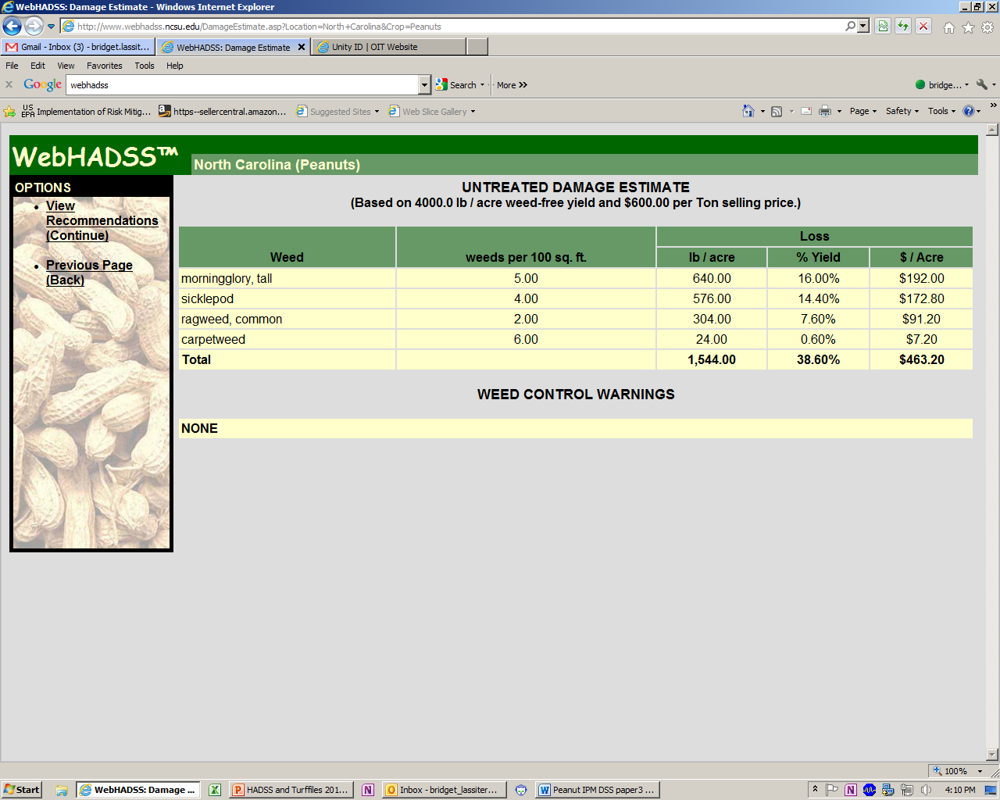 WebHADSS: Damage Estimate - Windows Internet Explorer
http://www.webhadss.ncsu.edu/DamageEstimate.asp?Location=North+Carolina&Crop=Peanuts
Gmail - Inbox (3) - bridget.lassit... WebHADSS: Damage Estimate Unity ID | OIT Website
File Edit View Favorites Tools Help
x Google webhadss Search More >> bridge...
US EPA Implementation of Risk Mitig... https--sellercentral.amazon... Suggested Sites Web Slice Gallery Page Safety Tools >>
WebHADSS™
North Carolina (Peanuts)
OPTIONS
• View
Recommendations
(Continue)
• Previous Page
(Back)
UNTREATED DAMAGE ESTIMATE
(Based on 4000.0 lb / acre weed-free yield and $600.00 per Ton selling price.)
Loss
Weed weeds per 100 sq. ft. lb / acre % Yield $ / Acre
morningglory, tall 5.00 640.00 16.00% $192.00
sicklepod 4.00 576.00 14.40% $172.80
ragweed, common 2.00 304.00 7.60% $91.20
carpetweed 6.00 24.00 0.60% $7.20
Total 1,544.00 38.60% $463.20
WEED CONTROL WARNINGS
NONE
100%
Start WebHADSS: Damage ... HADSS and Turffiles 201... Inbox - bridget_lassiter... Peanut IPM DSS paper3 ... 4:10 PM